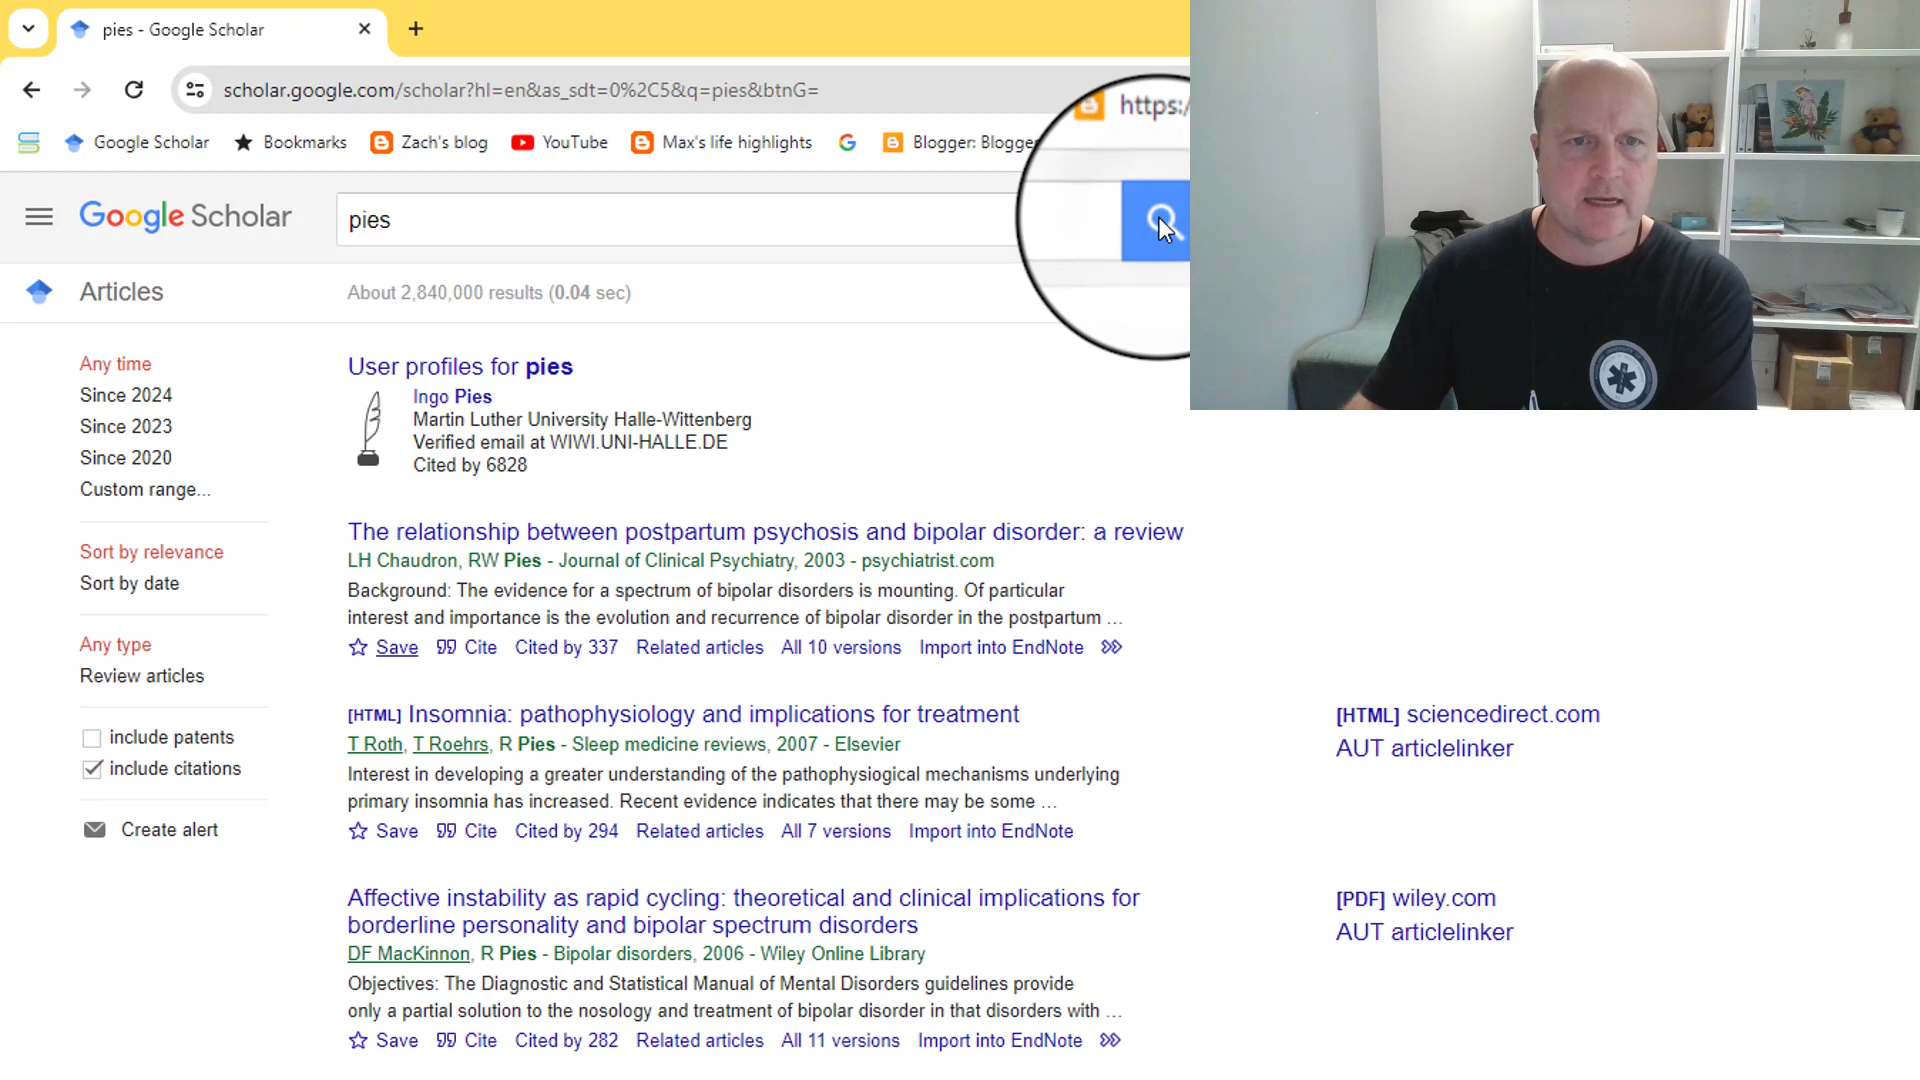 pies - Google Scholar
scholar.google.com/scholar?hl=en&as_sdt=0%2C5&q=pies&btnG=
https:/
Google Scholar
Bookmarks
Zach's blog
YouTube
Max's life highlights
Blogger: Blogge
Google Scholar
pies
Articles
About 2,840,000 results (0.04 sec)
Any time
Since 2024
Since 2023
Since 2020
Custom range...
Sort by relevance
Sort by date
Any type
Review articles
include patents
include citations
Create alert
User profiles for pies
Ingo Pies
Martin Luther University Halle-Wittenberg
Verified email at WIWI.UNI-HALLE.DE
Cited by 6828
The relationship between postpartum psychosis and bipolar disorder: a review
LH Chaudron, RW Pies - Journal of Clinical Psychiatry, 2003 - psychiatrist.com
Background: The evidence for a spectrum of bipolar disorders is mounting. Of particular
interest and importance is the evolution and recurrence of bipolar disorder in the postpartum ...
Save Cite Cited by 337 Related articles All 10 versions Import into EndNote
[HTML] Insomnia: pathophysiology and implications for treatment
T Roth, T Roehrs, R Pies - Sleep medicine reviews, 2007 - Elsevier
Interest in developing a greater understanding of the pathophysiogical mechanisms underlying
primary insomnia has increased. Recent evidence indicates that there may be some ...
Save Cite Cited by 294 Related articles All 7 versions Import into EndNote
[HTML] sciencedirect.com
AUT articlelinker
Affective instability as rapid cycling: theoretical and clinical implications for
borderline personality and bipolar spectrum disorders
DF MacKinnon, R Pies - Bipolar disorders, 2006 - Wiley Online Library
Objectives: The Diagnostic and Statistical Manual of Mental Disorders guidelines provide
only a partial solution to the nosology and treatment of bipolar disorder in that disorders with ...
Save Cite Cited by 282 Related articles All 11 versions Import into EndNote
[PDF] wiley.com
AUT articlelinker